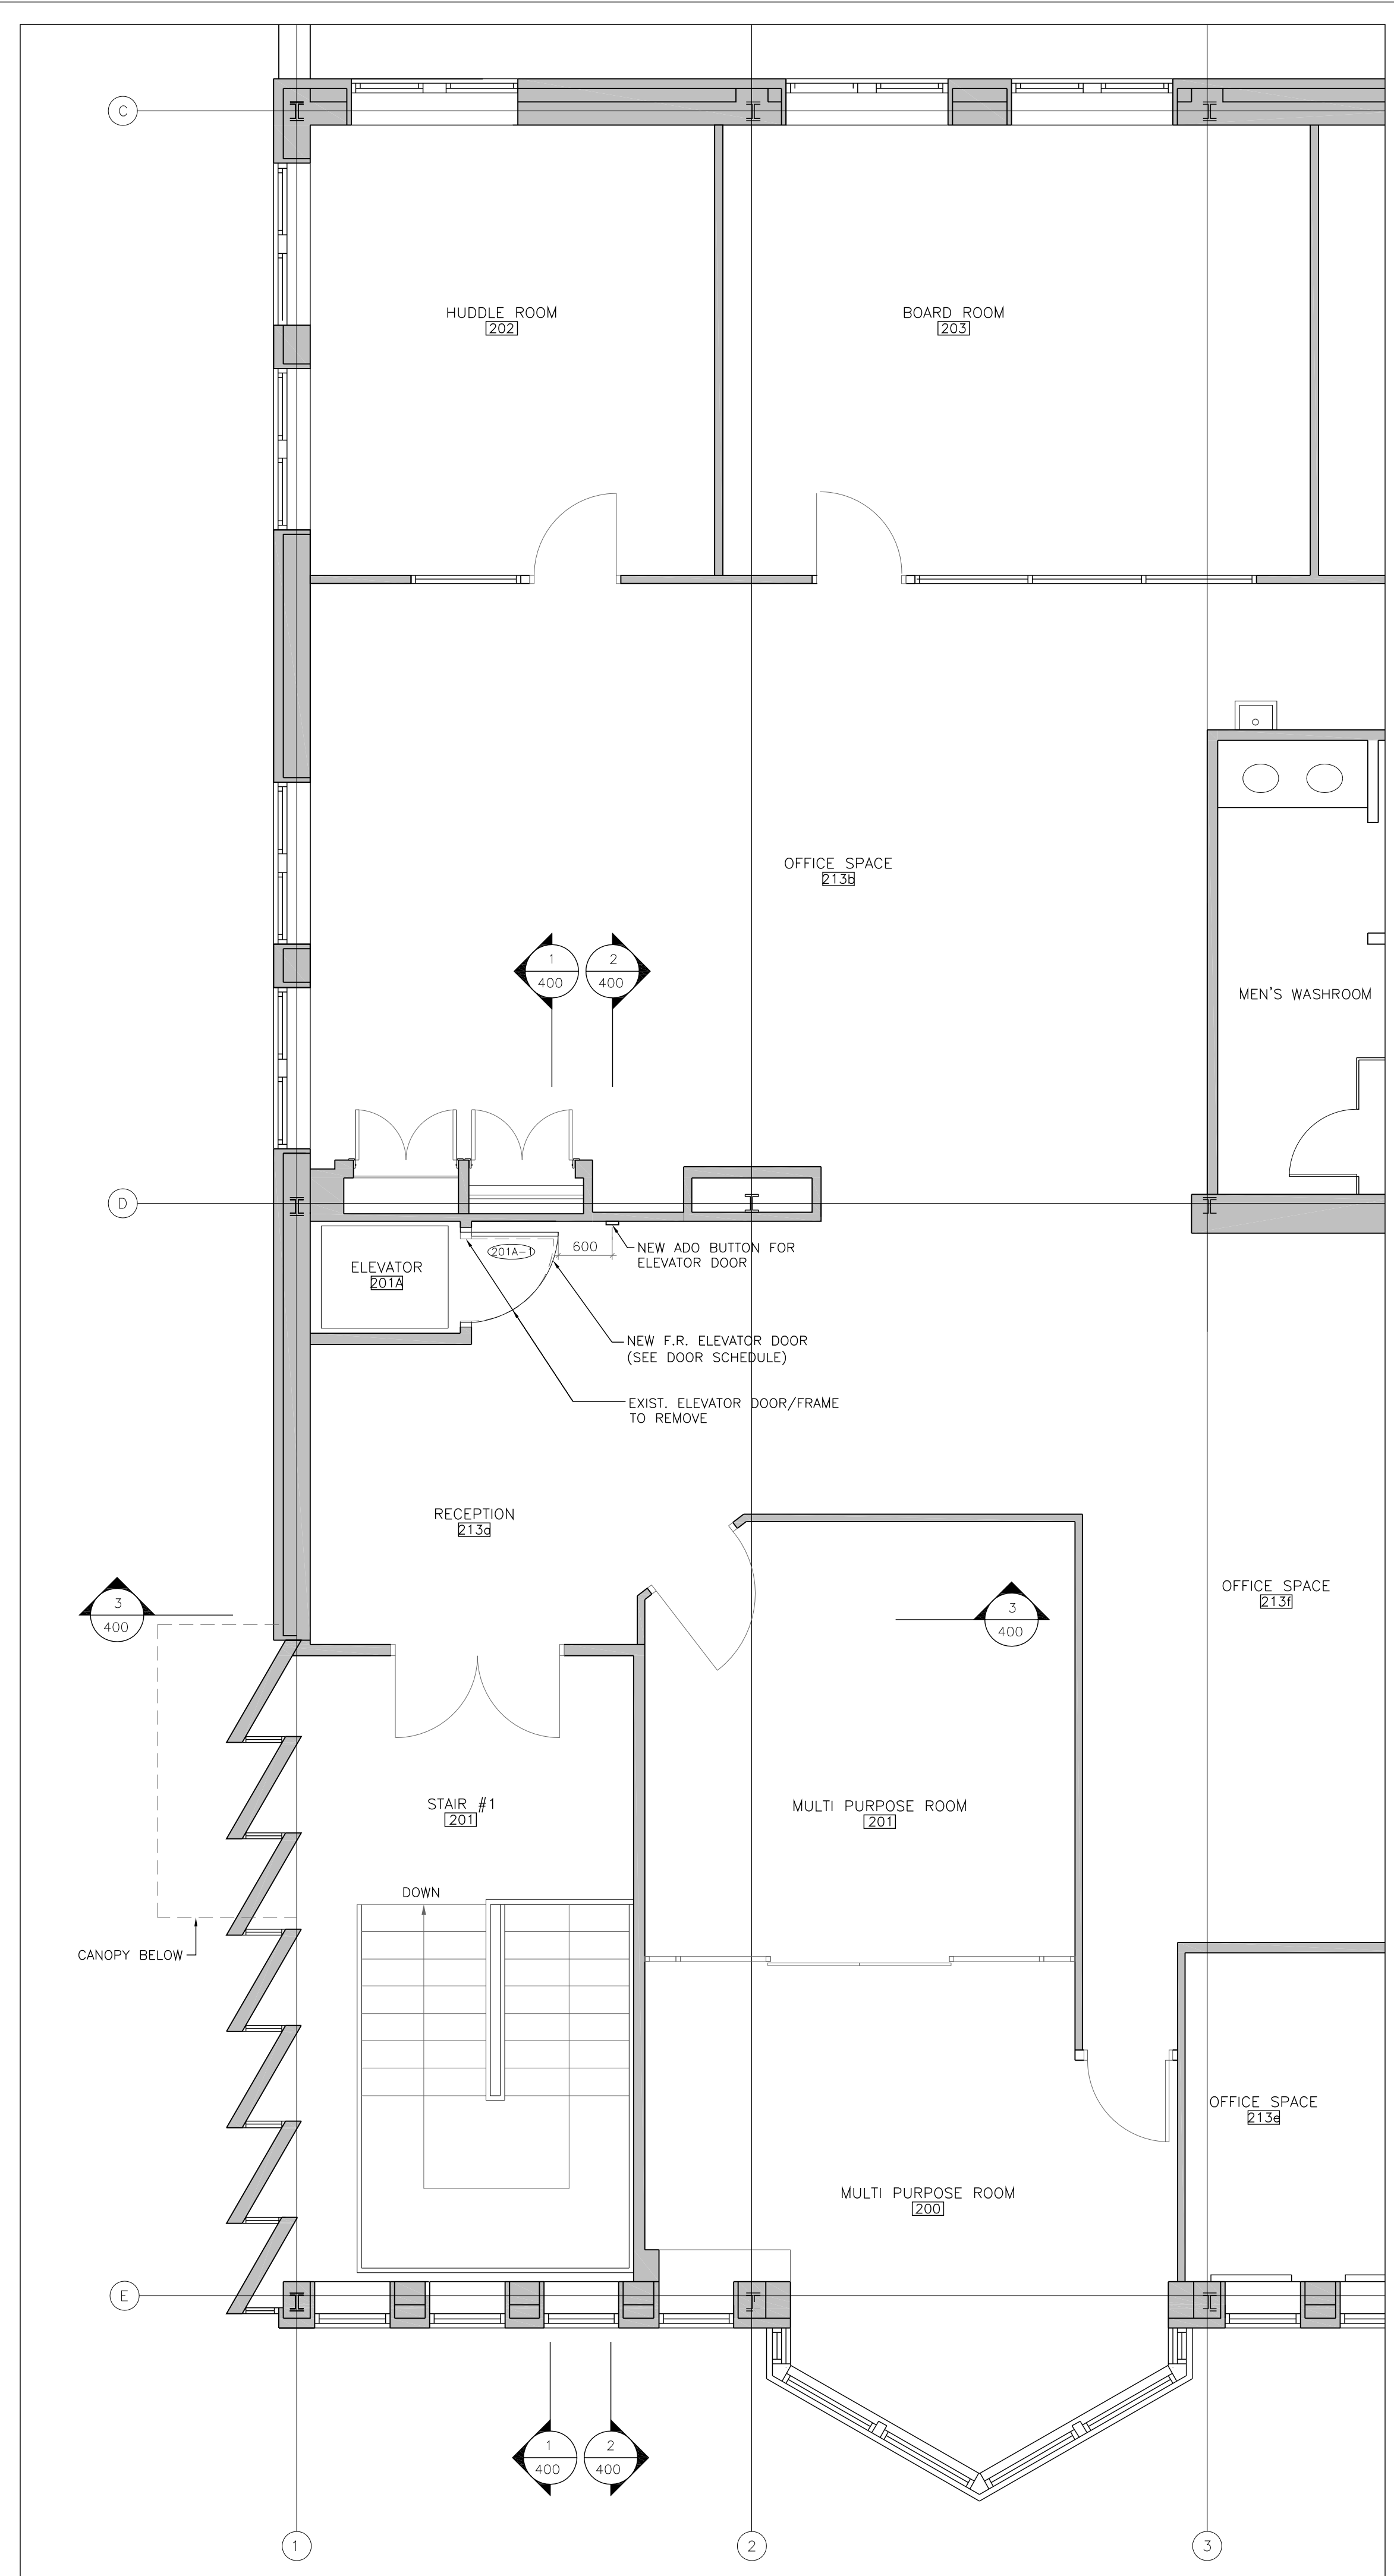 C
HUDDLE ROOM
202
BOARD ROOM
203
OFFICE SPACE
213b
1
400
2
400
MEN'S WASHROOM
D
ELEVATOR
201A
201A-1
600
NEW ADO BUTTON FOR
ELEVATOR DOOR
NEW F.R. ELEVATOR DOOR
(SEE DOOR SCHEDULE)
EXIST. ELEVATOR DOOR/FRAME
TO REMOVE
RECEPTION
213a
3
400
3
400
OFFICE SPACE
213f
STAIR #1
201
MULTI PURPOSE ROOM
201
DOWN
CANOPY BELOW
OFFICE SPACE
213e
MULTI PURPOSE ROOM
200
E
1
400
2
400
1
2
3